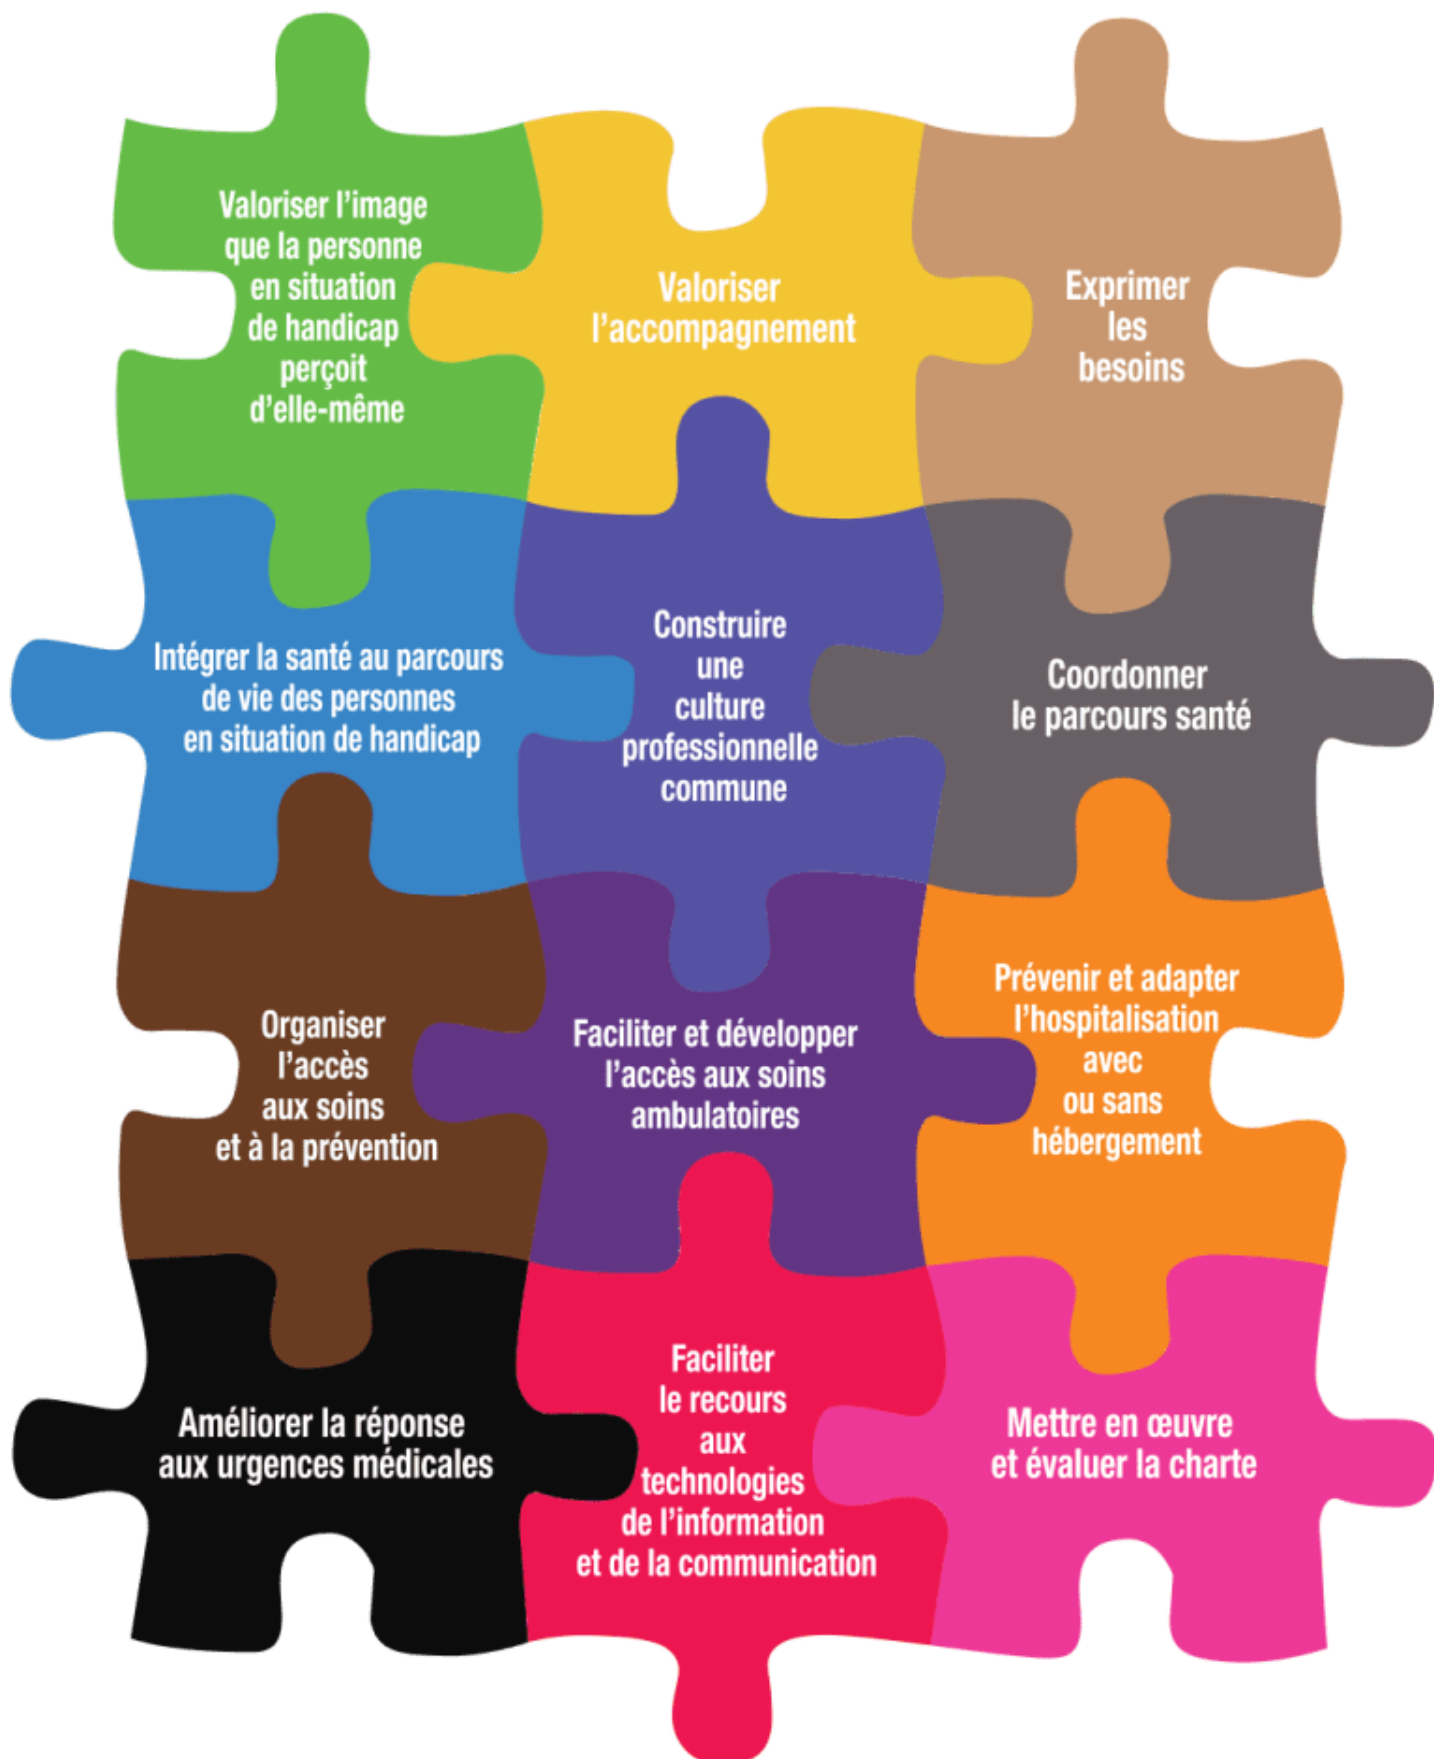 Valoriser l'image
que la personne
en situation
de handicap
perçoit
d'elle-même
Valoriser
l'accompagnement
Exprimer
les
besoins
Intégrer la santé au parcours
de vie des personnes
en situation de handicap
Construire
une
culture
professionnelle
commune
Coordonner
le parcours santé
Organiser
l'accès
aux soins
et à la prévention
Faciliter et développer
l'accès aux soins
ambulatoires
Prévenir et adapter
l'hospitalisation
avec
ou sans
hébergement
Améliorer la réponse
aux urgences médicales
Faciliter
le recours
aux
technologies
de l'information
et de la communication
Mettre en œuvre
et évaluer la charte